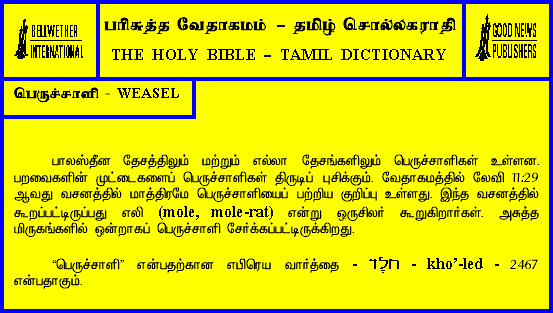 BELLWETHER
INTERNATIONAL
பரிசுத்த வேதாகமம் – தமிழ் சொல்லகராதி
THE HOLY BIBLE – TAMIL DICTIONARY
GOOD NEWS
PUBLISHERS
பெருச்சாளி - WEASEL
பாலஸ்தீன தேசத்திலும் மற்றும் எல்லா தேசங்களிலும் பெருச்சாளிகள் உள்ளன.
பறவைகளின் முட்டைகளைப் பெருச்சாளிகள் திருடிப் புசிக்கும். வேதாகமத்தில் லேவி 11:29
ஆவது வசனத்தில் மாத்திரமே பெருச்சாளியைப் பற்றிய குறிப்பு உள்ளது. இந்த வசனத்தில்
கூறப்பட்டிருப்பது எலி (mole, mole-rat) என்று ஒருசிலர் கூறுகிறார்கள். அசுத்த
மிருகங்களில் ஒன்றாகப் பெருச்சாளி சேர்க்கப்பட்டிருக்கிறது.
“பெருச்சாளி” என்பதற்கான எபிரெய வார்த்தை - חֹלֶד - kho’-led - 2467
என்பதாகும்.